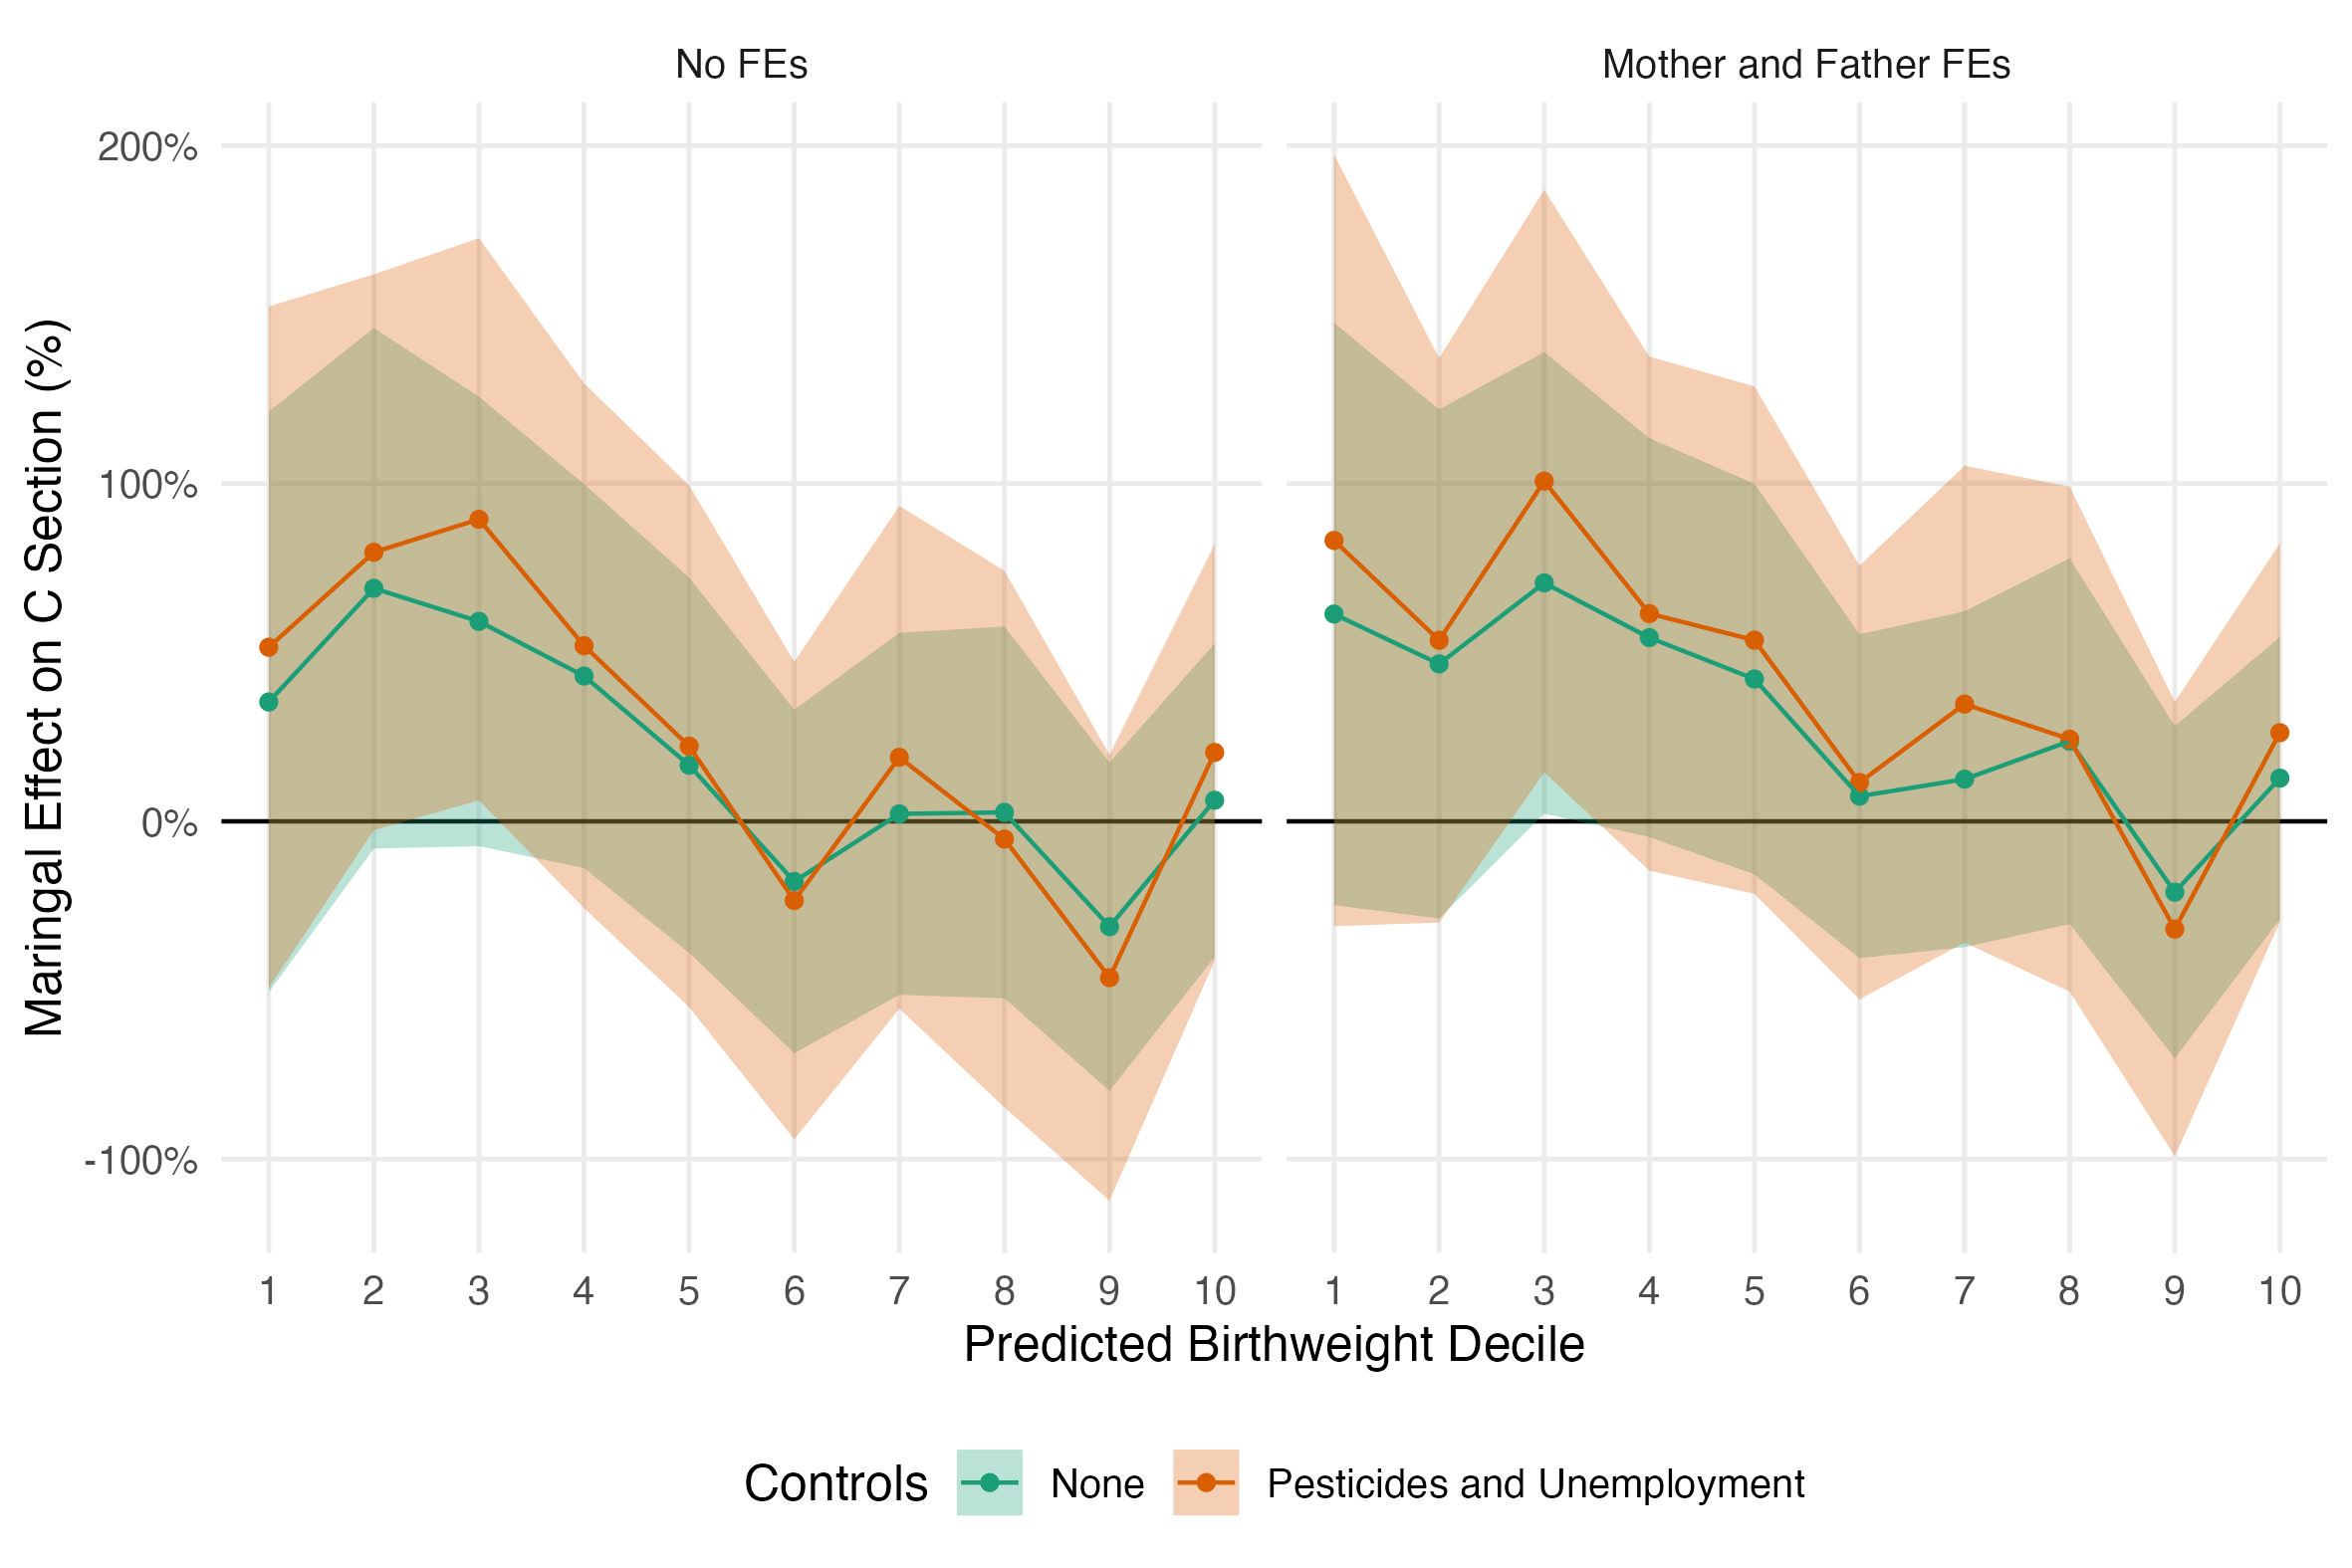 No FEs
Mother and Father FEs
200%
100%
0%
-100%
Maringal Effect on C Section (%)
1 2 3 4 5 6 7 8 9 10
1 2 3 4 5 6 7 8 9 10
Predicted Birthweight Decile
Controls None Pesticides and Unemployment